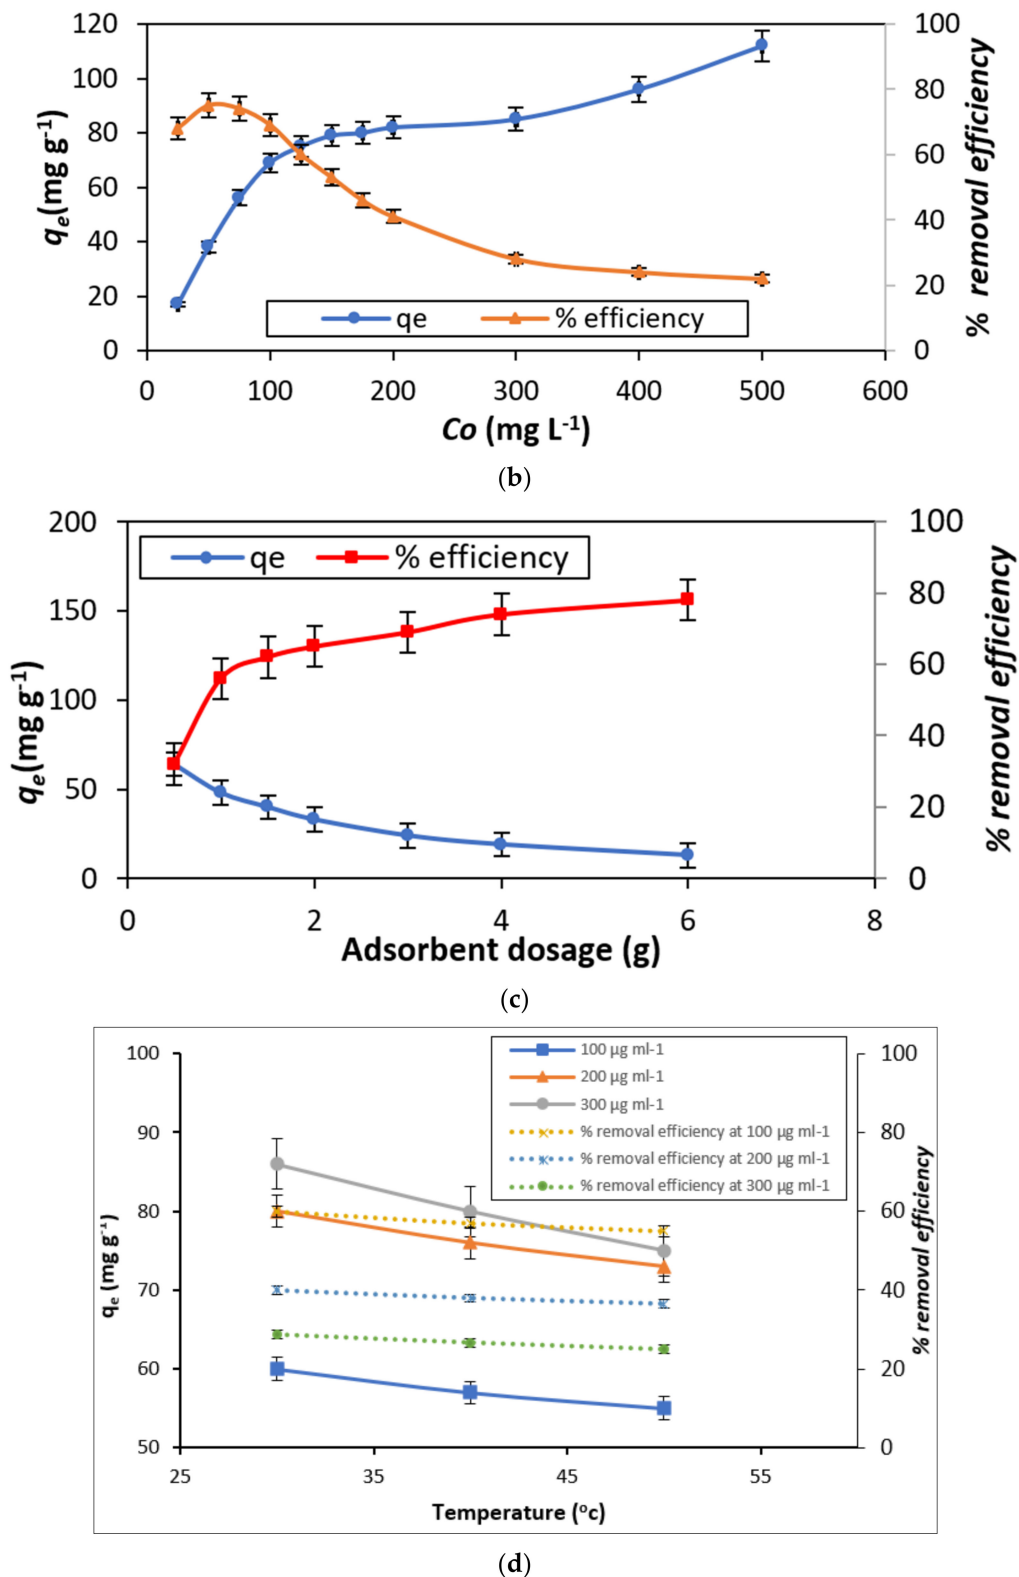 120
100
80
60
40
20
0
qe(mg g-1)
100
80
60
40
20
0
% removal efficiency
qe
% efficiency
0 100 200 300 400 500 600
Co (mg L-1)
(b)
200
150
100
50
0
qe(mg g-1)
100
80
60
40
20
0
% removal efficiency
qe
% efficiency
0 2 4 6 8
Adsorbent dosage (g)
(c)
100
90
80
70
60
50
qe (mg g-1)
100
80
60
40
20
0
% removal efficiency
100 µg ml-1
200 µg ml-1
300 µg ml-1
% removal efficiency at 100 µg ml-1
% removal efficiency at 200 µg ml-1
% removal efficiency at 300 µg ml-1
25 35 45 55
Temperature (oc)
(d)